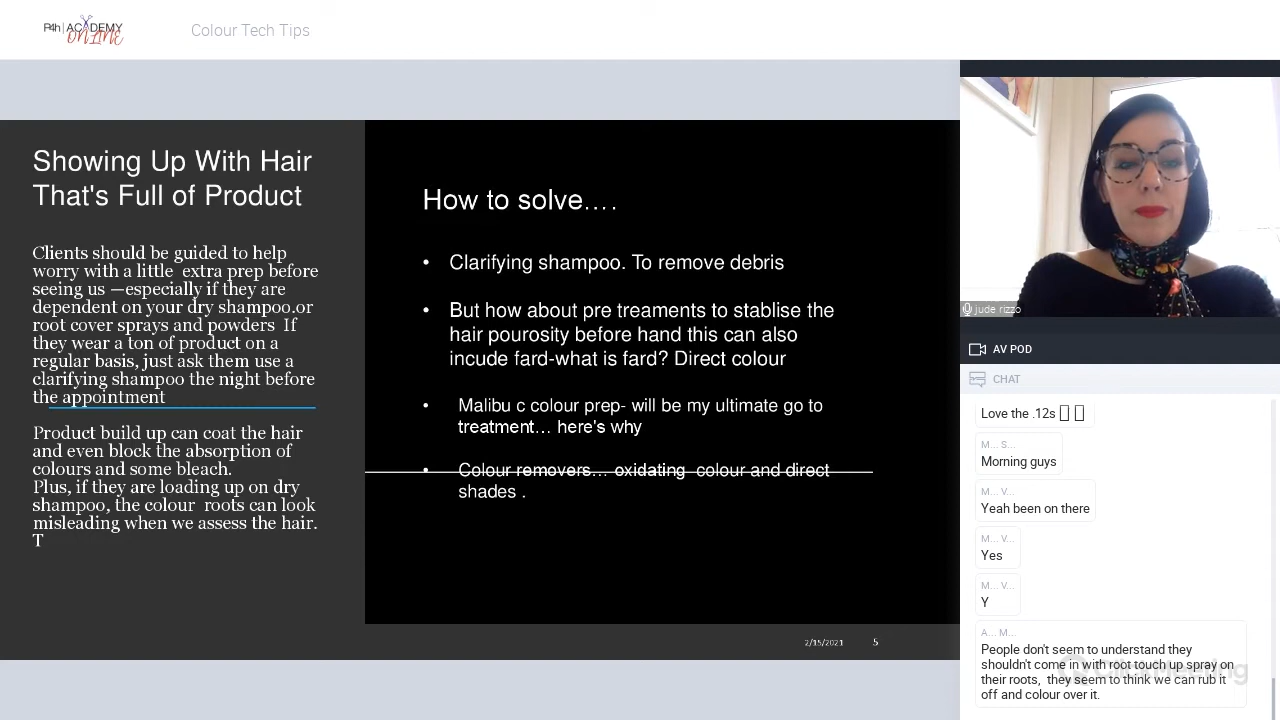 P4h | ACADEMY
ONLINE
Colour Tech Tips
Showing Up With Hair
That's Full of Product
Clients should be guided to help
worry with a little extra prep before
seeing us —especially if they are
dependent on your dry shampoo or
root cover sprays and powders If
they wear a ton of product on a
regular basis, just ask them use a
clarifying shampoo the night before
the appointment
Product build up can coat the hair
and even block the absorption of
colours and some bleach.
Plus, if they are loading up on dry
shampoo, the colour roots can look
misleading when we assess the hair.
T
How to solve....
• Clarifying shampoo. To remove debris
• But how about pre treaments to stablise the
hair pourosity before hand this can also
incude fard-what is fard? Direct colour
• Malibu c colour prep- will be my ultimate go to
treatment... here's why
• Colour removers... oxidating colour and direct
shades .
2/15/2021 5
jude rizzo
AV POD
CHAT
Love the .12s
M... S...
Morning guys
M... V...
Yeah been on there
M... V...
Yes
M... V...
Y
A... M...
People don't seem to understand they
shouldn't come in with root touch up spray on
their roots, they seem to think we can rub it
off and colour over it.
ClickMeeting